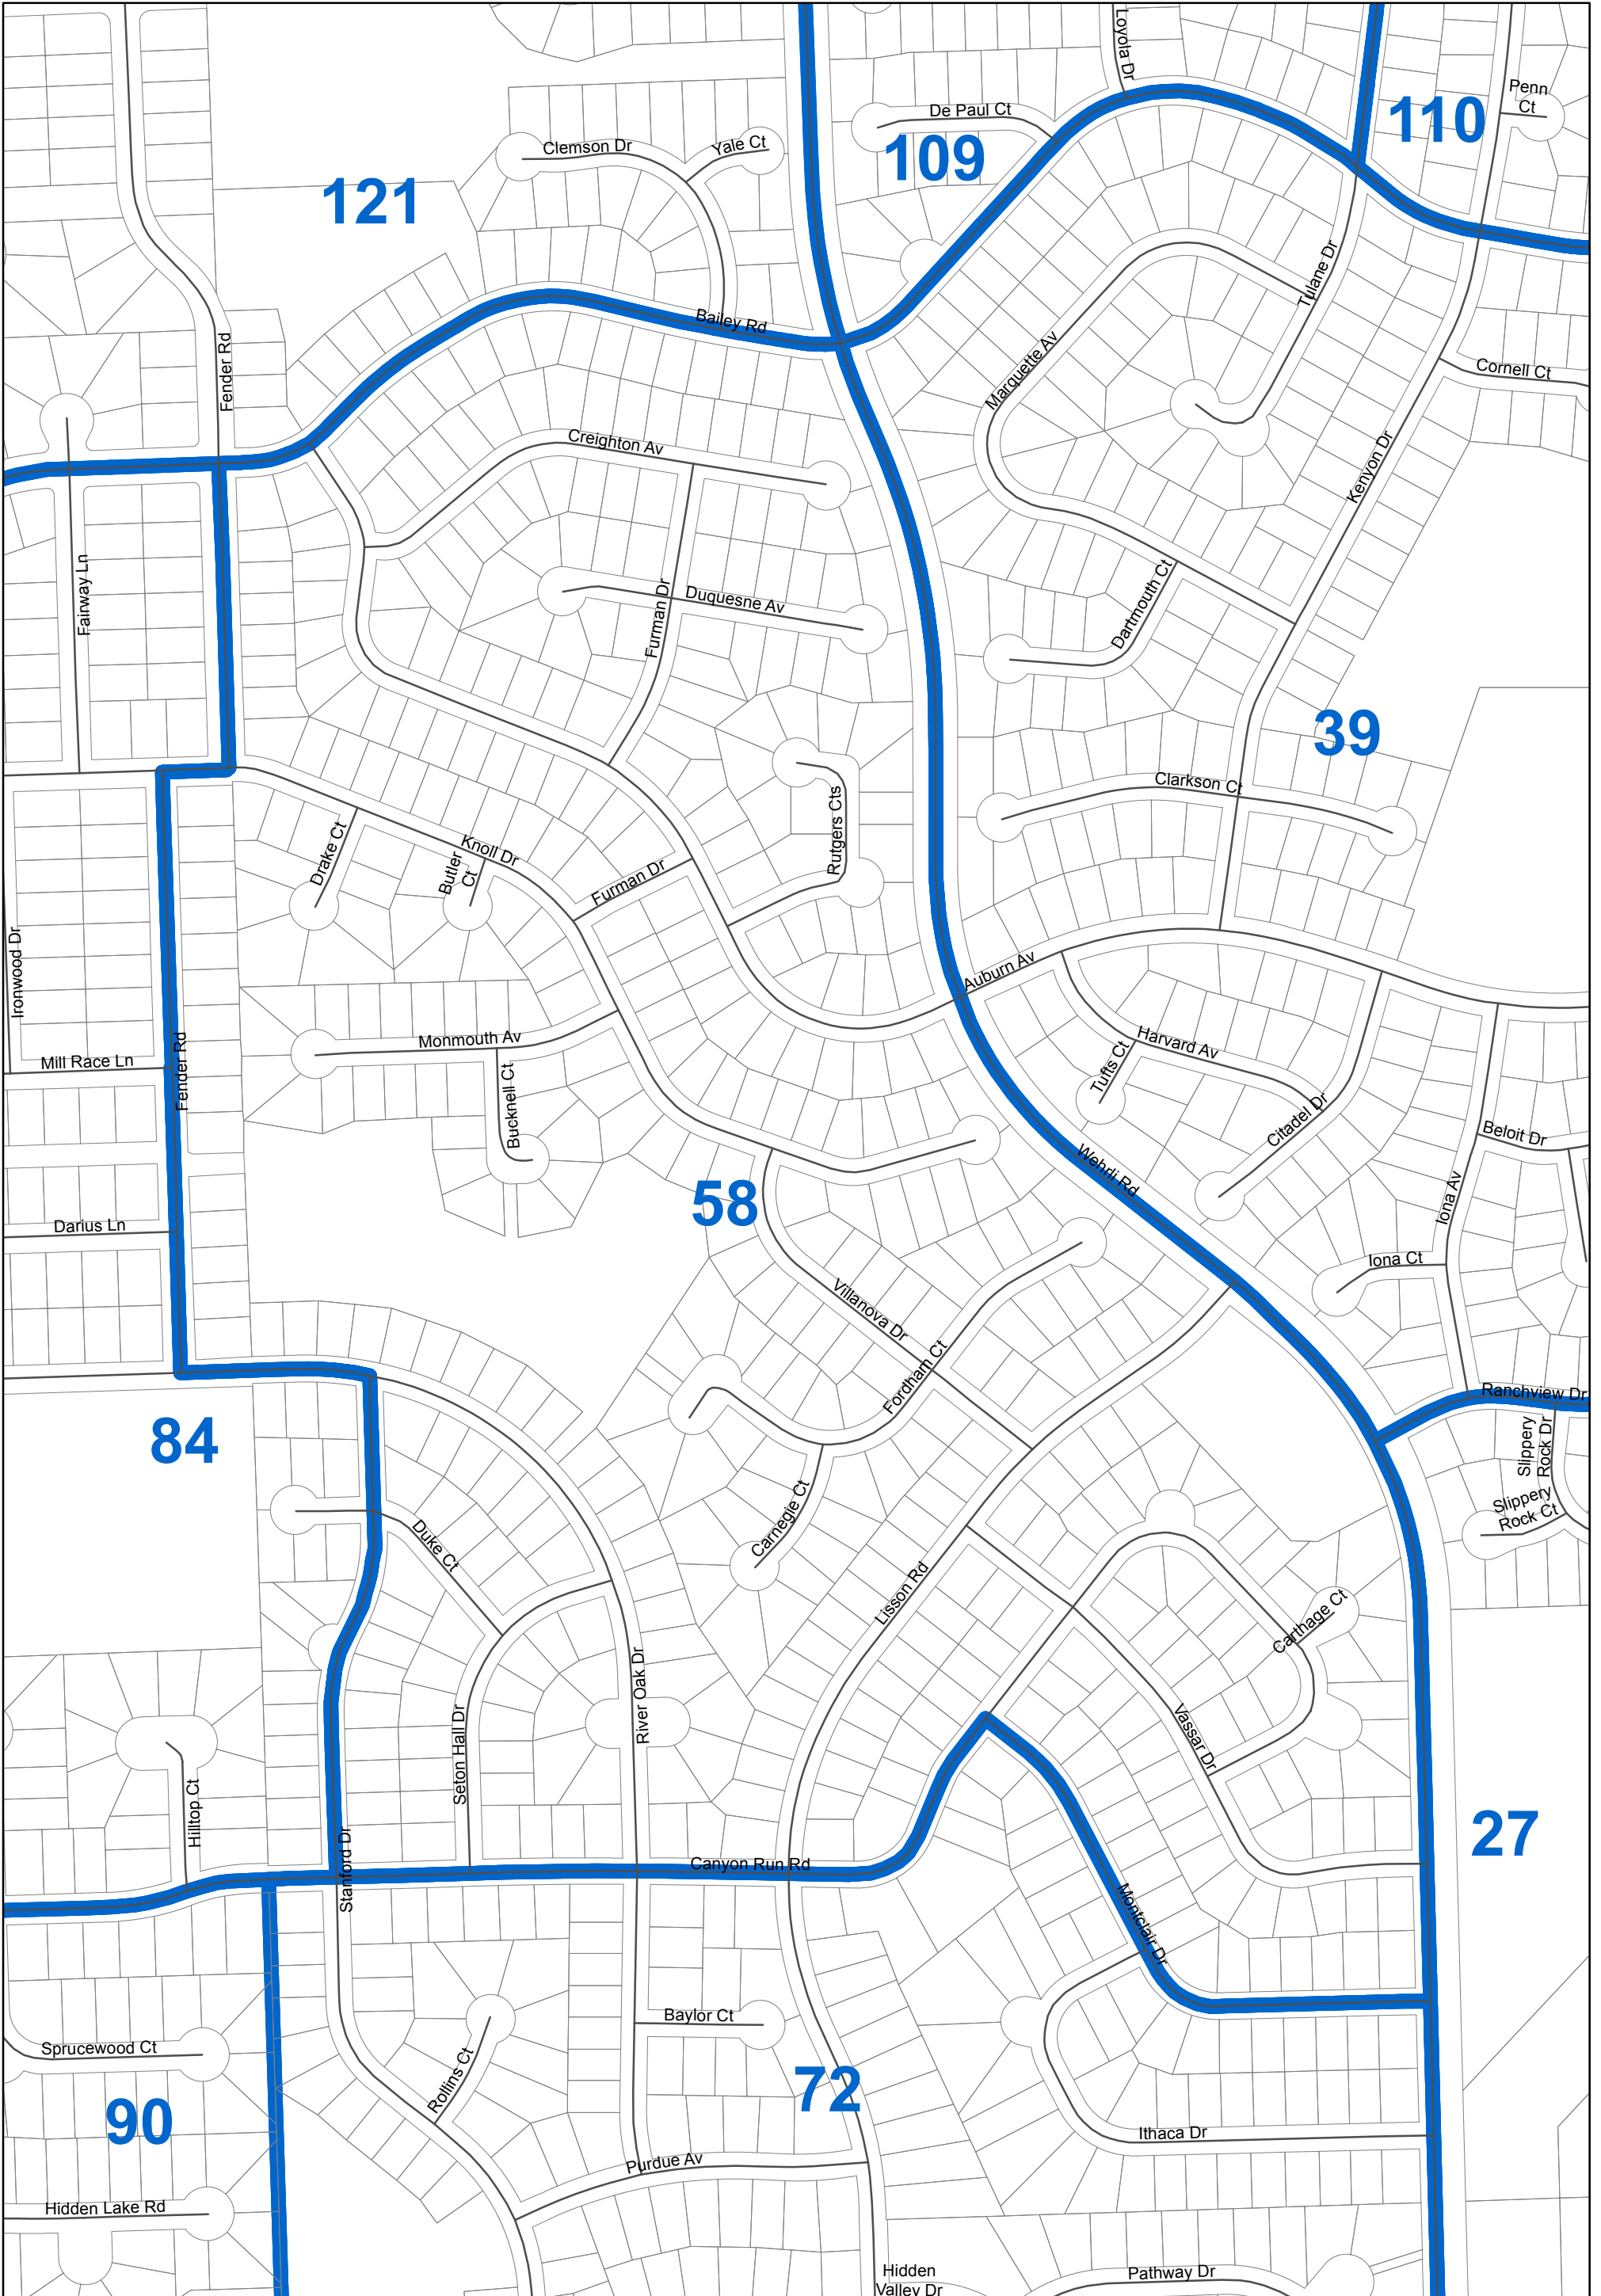 Loyola Dr
Penn
Ct
De Paul Ct
110
109
Clemson Dr
Yale Ct
121
Tulane Dr
Bailey Rd
Fender Rd
Marquette Av
Cornell Ct
Creighton Av
Kenyon Dr
Fairway Ln
Dartmouth Ct
Duquesne Av
Furman Dr
39
Clarkson Ct
Rutgers Cts
Drake Ct
Knoll Dr
Butler
Ct
Furman Dr
Ironwood Dr
Auburn Av
Monmouth Av
Harvard Av
Mill Race Ln
Fender Rd
Tufts Ct
Bucknell Ct
Citadel Dr
Beloit Dr
Wehrli Rd
58
Iona Av
Darius Ln
Iona Ct
Villanova Dr
Fordham Ct
Ranchview Dr
84
Slippery
Rock Dr
Slippery
Rock Ct
Duke Ct
Carnegie Ct
Lisson Rd
Carthage Ct
River Oak Dr
Vassar Dr
Seton Hall Dr
Hilltop Ct
27
Stanford Dr
Canyon Run Rd
Montclair Dr
Baylor Ct
Sprucewood Ct
Rollins Ct
72
90
Ithaca Dr
Purdue Av
Hidden Lake Rd
Hidden
Valley Dr
Pathway Dr